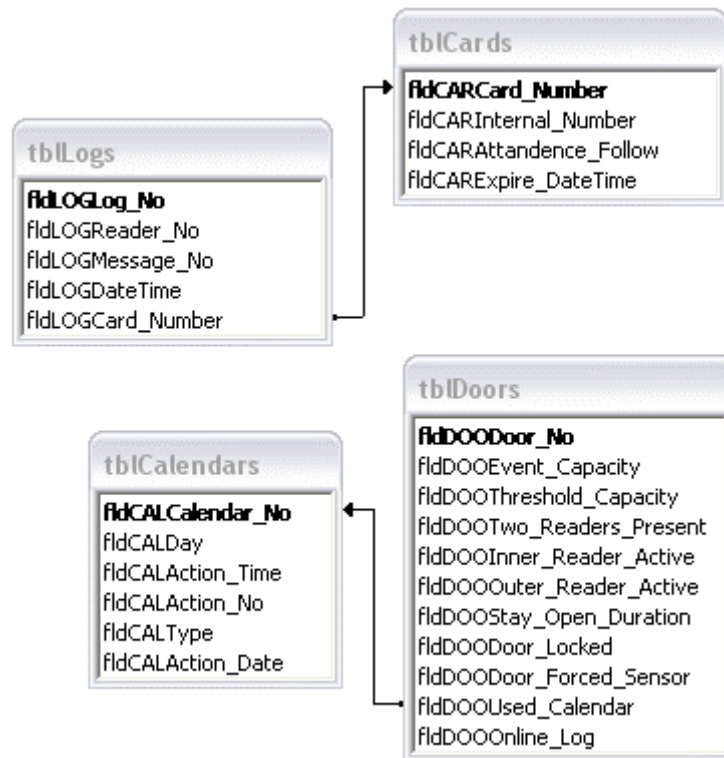 tblCards
fldCARCard_Number
fldCARInternal_Number
fldCARAttandence_Follow
fldCARExpire_DateTime
tblLogs
fldLOGLog_No
fldLOGReader_No
fldLOGMessage_No
fldLOGDateTime
fldLOGCard_Number
tblDoors
fldDOODoor_No
fldDOOEvent_Capacity
fldDOOThreshold_Capacity
fldDOOTwo_Readers_Present
fldDOOInner_Reader_Active
fldDOOOuter_Reader_Active
fldDOOStay_Open_Duration
fldDOODoor_Locked
fldDOODoor_Forced_Sensor
fldDOOUsed_Calendar
fldDOOOnline_Log
tblCalendars
fldCALCalendar_No
fldCALDay
fldCALAction_Time
fldCALAction_No
fldCALType
fldCALAction_Date